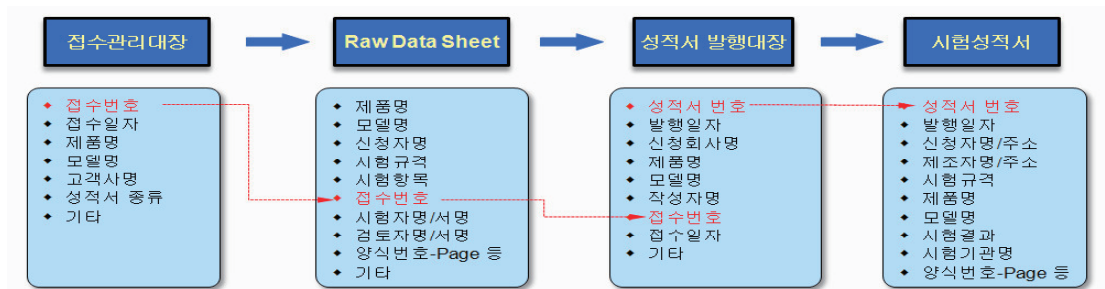 접수관리대장
Raw Data Sheet
성적서 발행대장
시험성적서
접수번호
접수일자
제품명
모델명
고객사명
성적서 종류
기타
제품명
모델명
신청자명
시험규격
시험항목
접수번호
시험자명/서명
검토자명/서명
양식번호-Page 등
기타
성적서 번호
발행일자
신청회사명
제품명
모델명
작성자명
접수번호
접수일자
기타
성적서 번호
발행일자
신청자명/주소
제조자명/주소
시험규격
제품명
모델명
시험결과
시험기관명
양식번호-Page 등